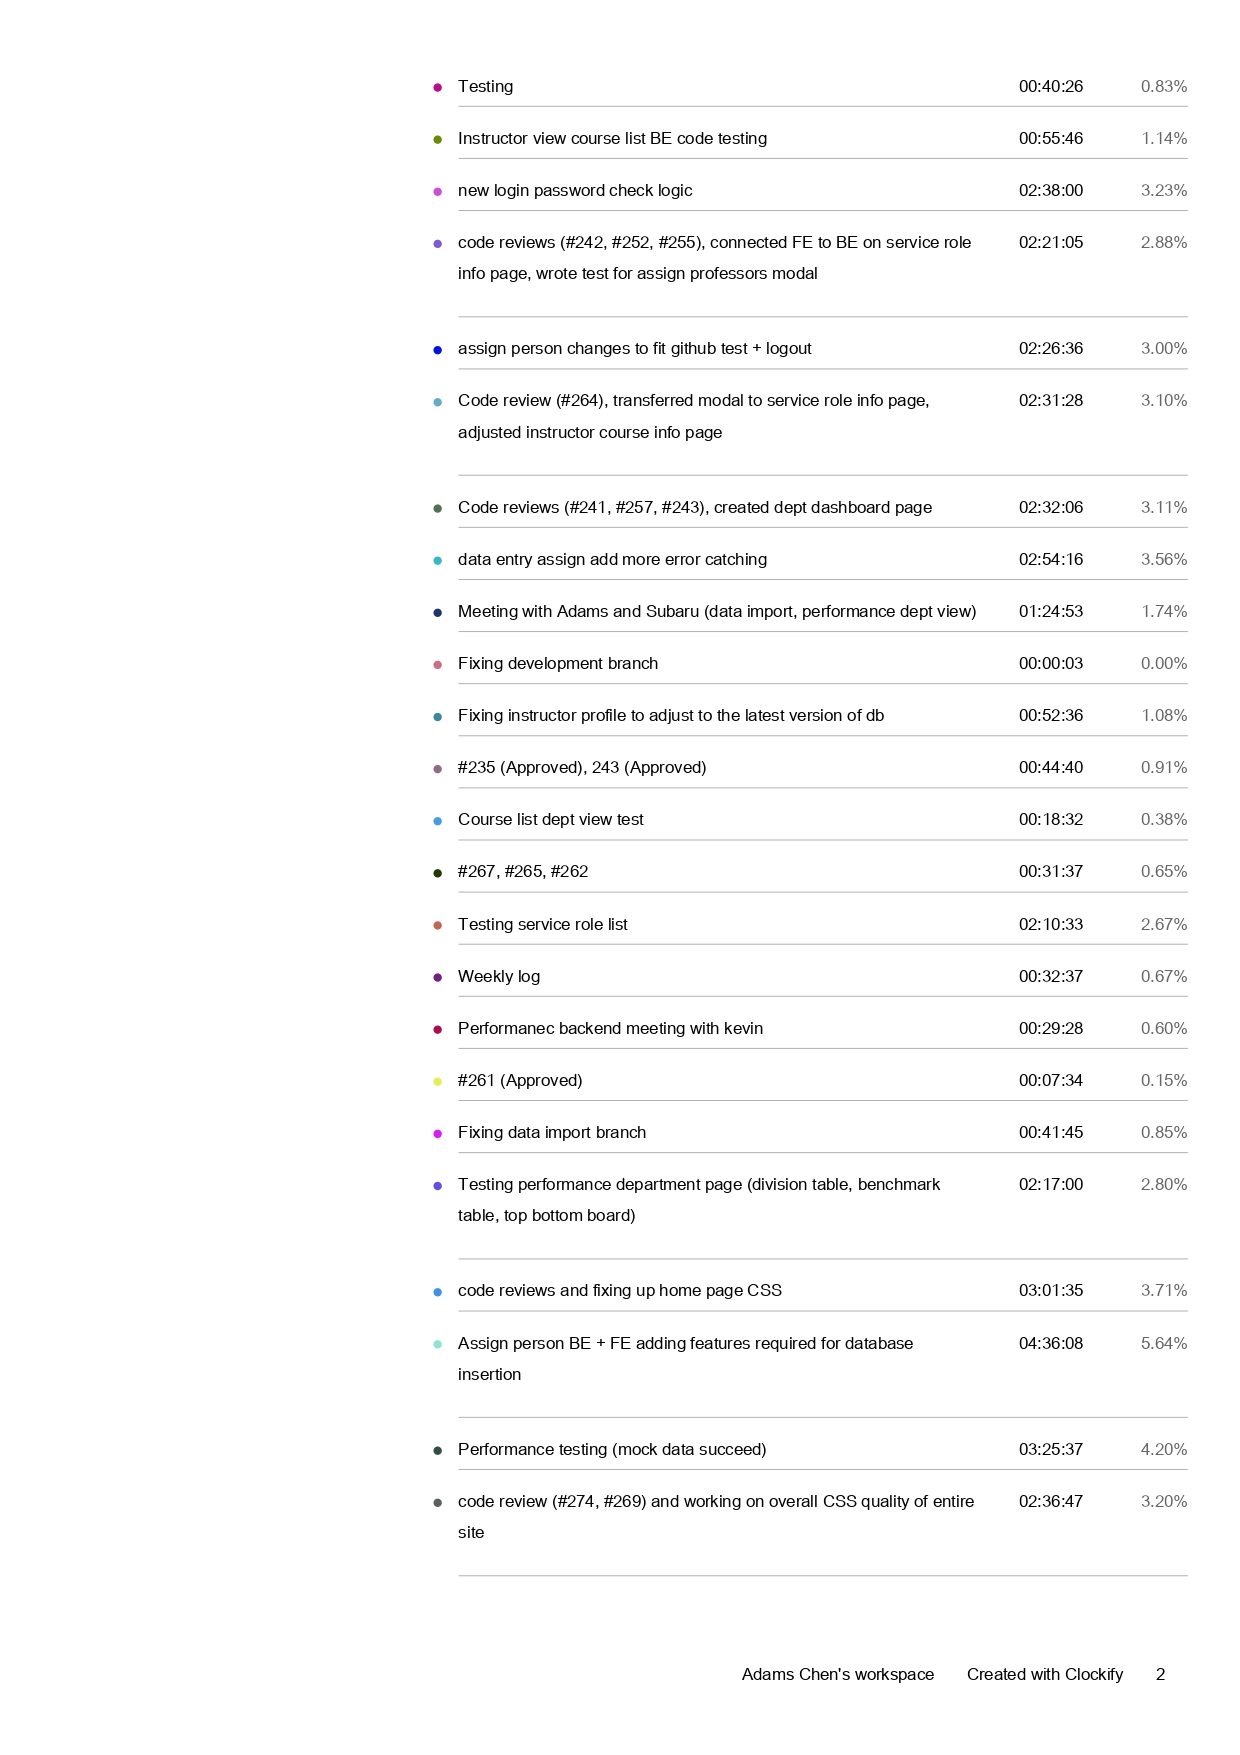 Testing 00:40:26 0.83%
Instructor view course list BE code testing 00:55:46 1.14%
new login password check logic 02:38:00 3.23%
code reviews (#242, #252, #255), connected FE to BE on service role 02:21:05 2.88%
info page, wrote test for assign professors modal
assign person changes to fit github test + logout 02:26:36 3.00%
Code review (#264), transferred modal to service role info page, 02:31:28 3.10%
adjusted instructor course info page
Code reviews (#241, #257, #243), created dept dashboard page 02:32:06 3.11%
data entry assign add more error catching 02:54:16 3.56%
Meeting with Adams and Subaru (data import, performance dept view) 01:24:53 1.74%
Fixing development branch 00:00:03 0.00%
Fixing instructor profile to adjust to the latest version of db 00:52:36 1.08%
#235 (Approved), 243 (Approved) 00:44:40 0.91%
Course list dept view test 00:18:32 0.38%
#267, #265, #262 00:31:37 0.65%
Testing service role list 02:10:33 2.67%
Weekly log 00:32:37 0.67%
Performanec backend meeting with kevin 00:29:28 0.60%
#261 (Approved) 00:07:34 0.15%
Fixing data import branch 00:41:45 0.85%
Testing performance department page (division table, benchmark 02:17:00 2.80%
table, top bottom board)
code reviews and fixing up home page CSS 03:01:35 3.71%
Assign person BE + FE adding features required for database 04:36:08 5.64%
insertion
Performance testing (mock data succeed) 03:25:37 4.20%
code review (#274, #269) and working on overall CSS quality of entire 02:36:47 3.20%
site
Adams Chen's workspace Created with Clockify 2